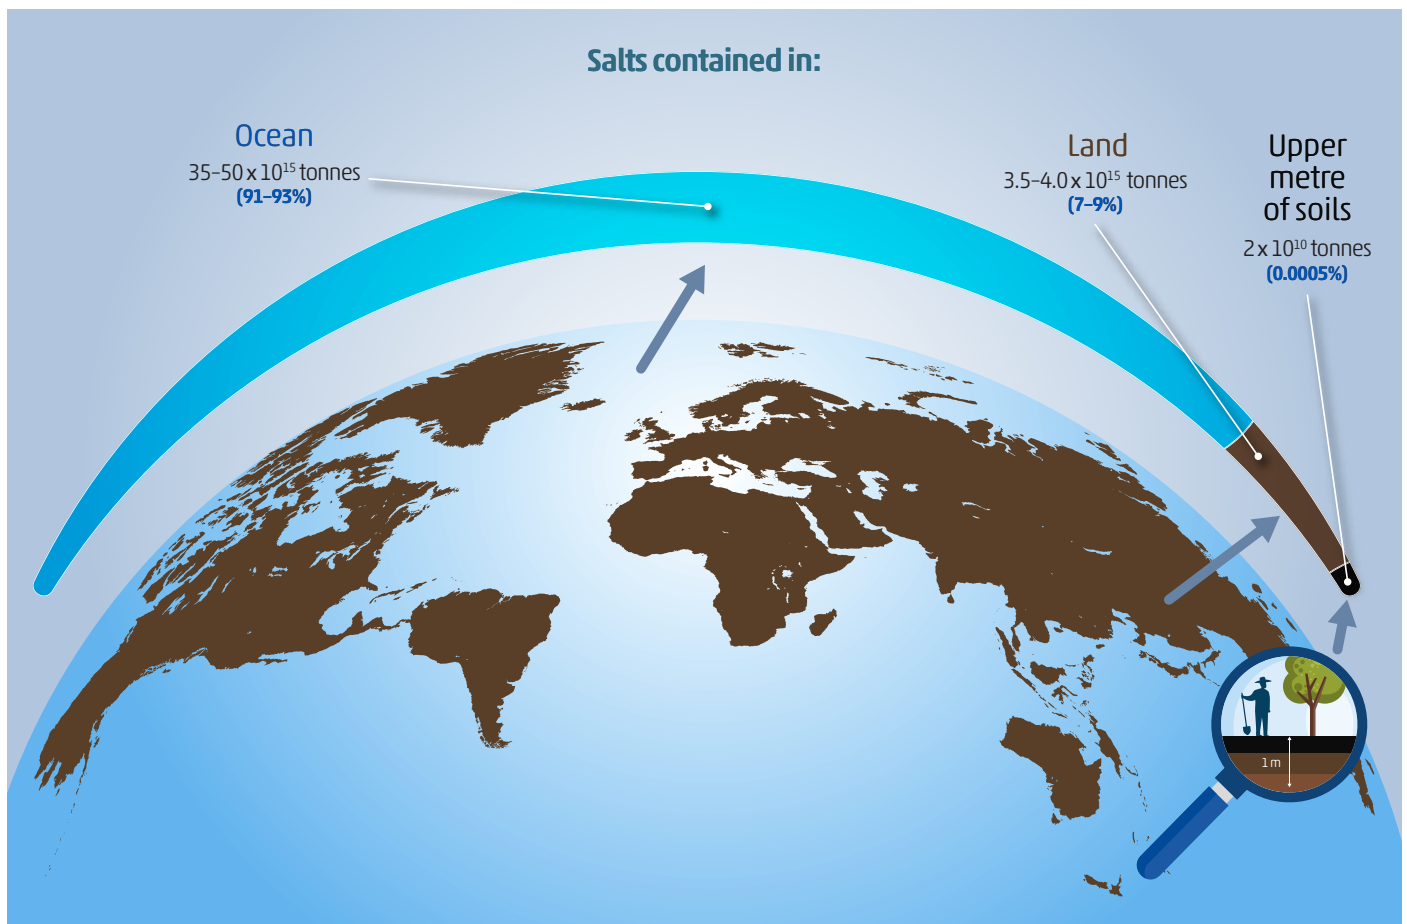 Salts contained in:
Ocean
35–50 x 10¹⁵ tonnes
(91–93%)
Land
3.5–4.0 x 10¹⁵ tonnes
(7–9%)
Upper
metre
of soils
2 x 10¹⁰ tonnes
(0.0005%)
1 m